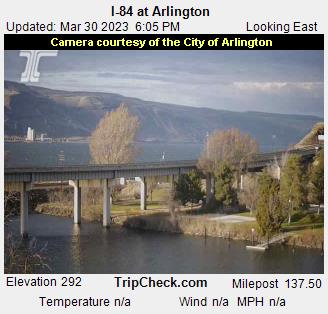 I-84 at Arlington
Updated: Mar 30 2023 6:05 PM Looking East
Camera courtesy of the City of Arlington
Elevation 292 TripCheck.com Milepost 137.50
Temperature n/a Wind n/a MPH n/a